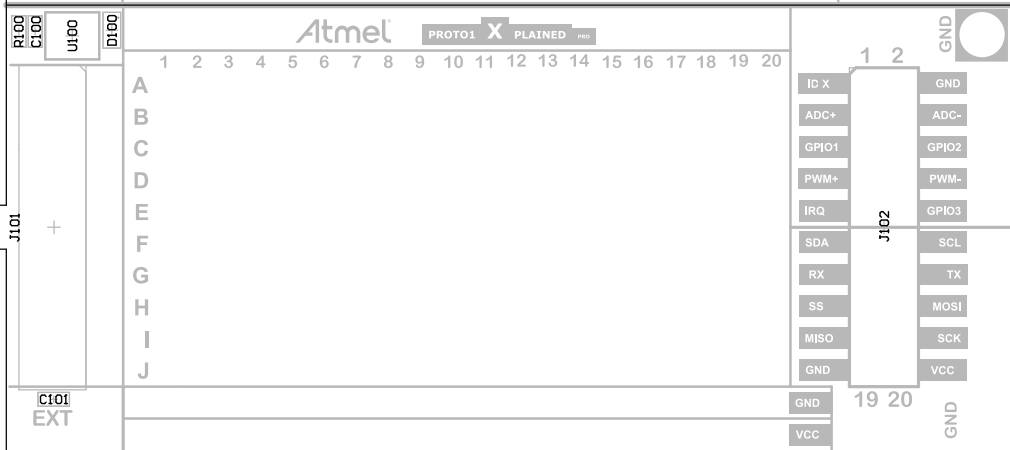 R100
C100
U100
D100
Atmel
PROTO1 X PLAINED PRO
GND
1 2 3 4 5 6 7 8 9 10 11 12 13 14 15 16 17 18 19 20
1 2
A
B
C
D
E
F
G
H
I
J
ID X GND
ADC+ ADC-
GPIO1 GPIO2
PWM+ PWM-
IRQ GPIO3
SDA SCL
RX TX
SS MOSI
MISO SCK
GND VCC
J101
J102
C101
EXT
19 20
GND
VCC
GND